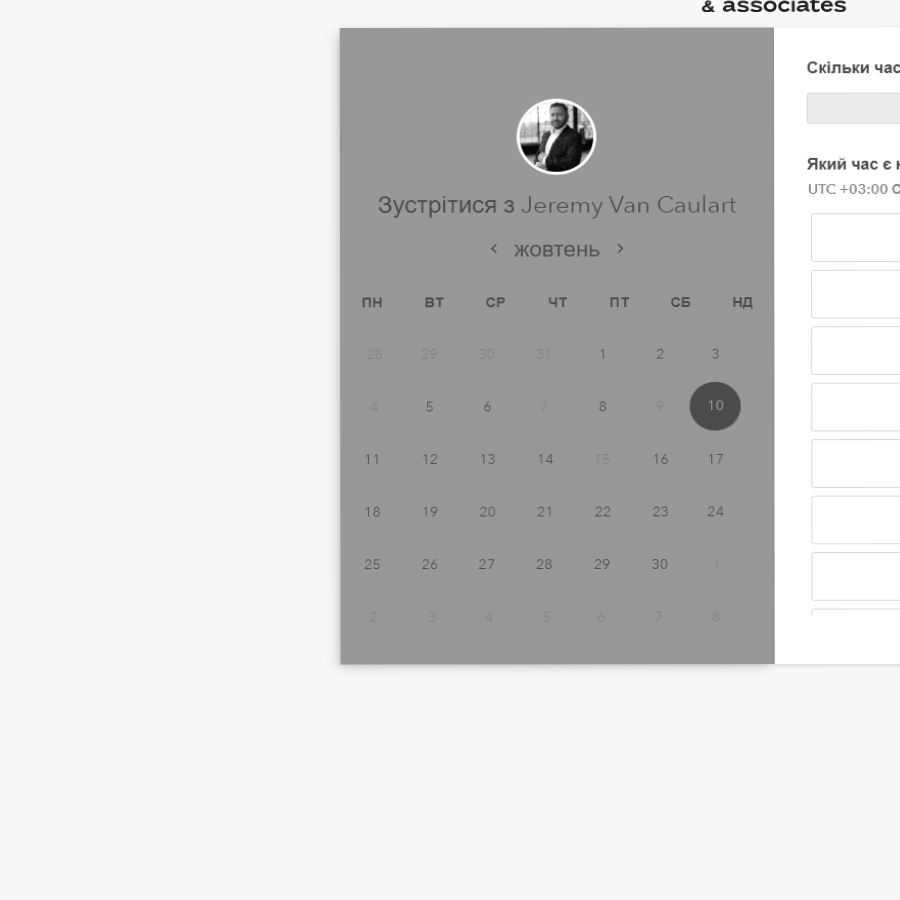 & associates
Скільки час
Зустрітися з Jeremy Van Caulart
жовтень
ПН ВТ СР ЧТ ПТ СБ НД
28 29 30 31 1 2 3
4 5 6 7 8 9 10
11 12 13 14 15 16 17
18 19 20 21 22 23 24
25 26 27 28 29 30 1
2 3 4 5 6 7 8
Який час є
UTC +03:00